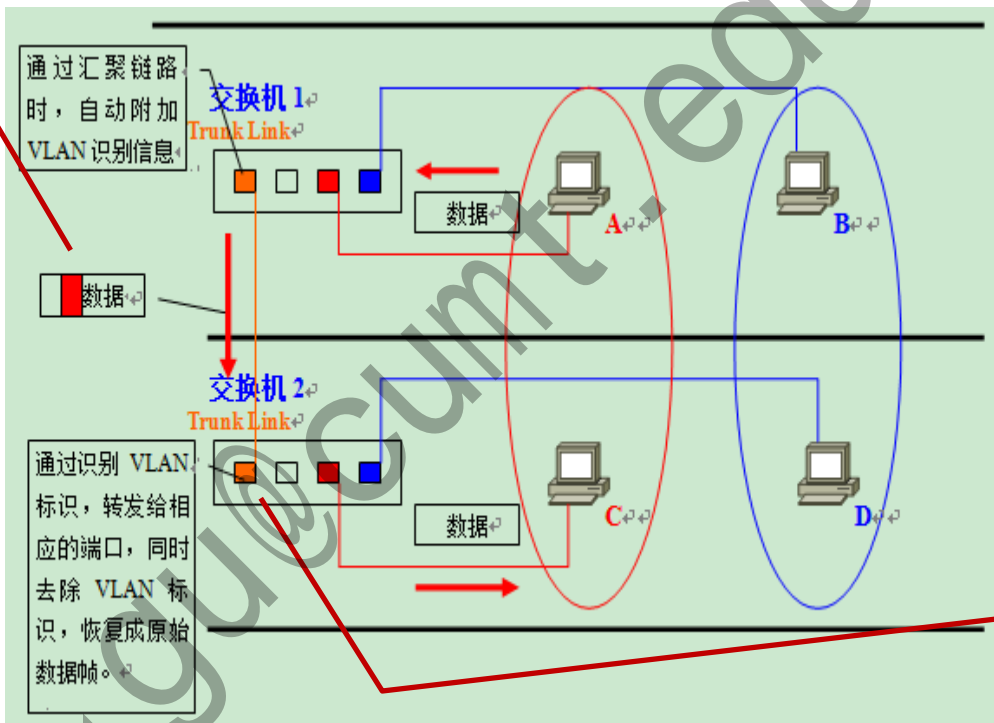 通过汇聚链路
时，自动附加
VLAN 识别信息
交换机 1
Trunk Link
数据
A
B
数据
交换机 2
Trunk Link
通过识别 VLAN
标识，转发给相
应的端口，同时
去除 VLAN 标
识，恢复成原始
数据帧。
数据
C
D